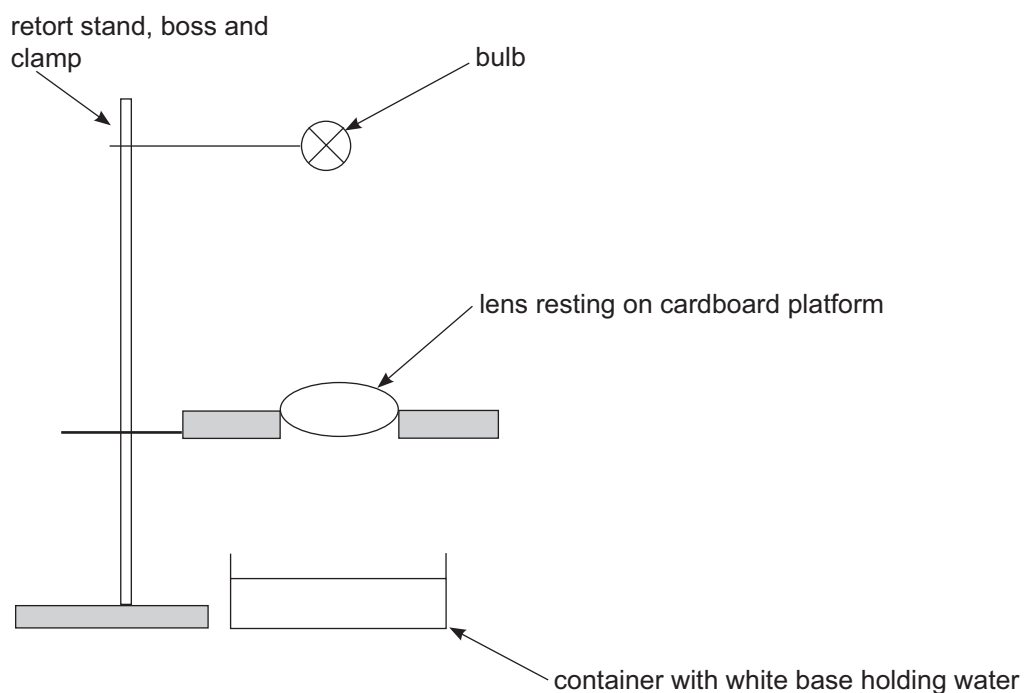 retort stand, boss and
clamp
bulb
lens resting on cardboard platform
container with white base holding water